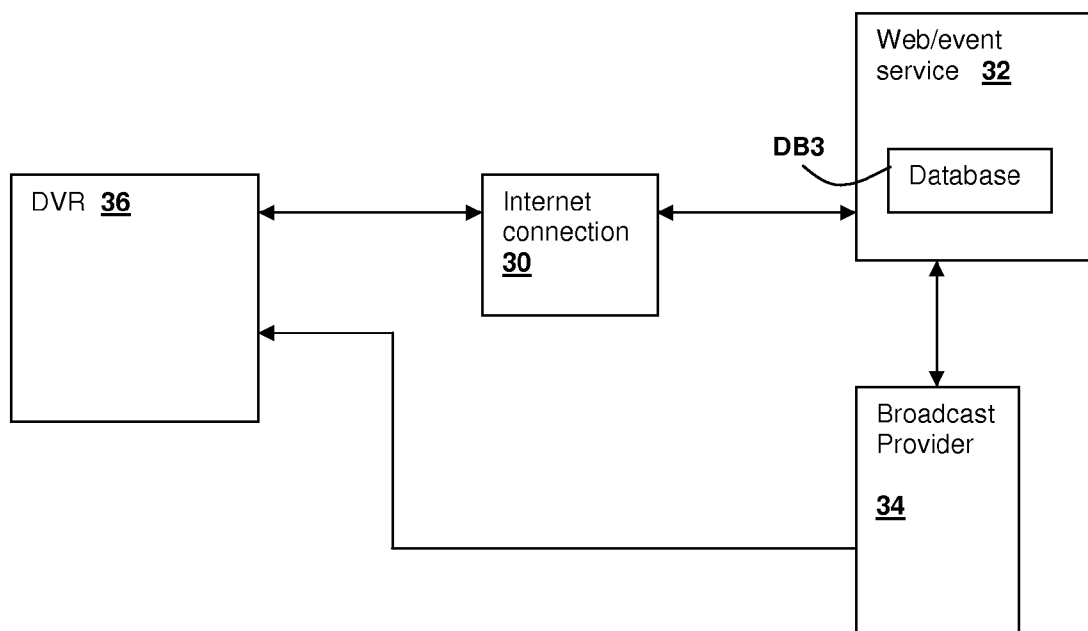 Web/event
service 32
DB3
Database
DVR 36
Internet
connection
30
Broadcast
Provider
34